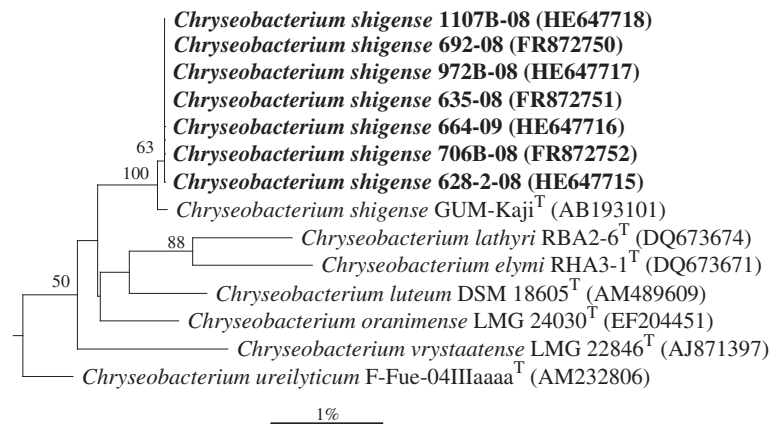 Chryseobacterium shigense 1107B-08 (HE647718)
Chryseobacterium shigense 692-08 (FR872750)
Chryseobacterium shigense 972B-08 (HE647717)
Chryseobacterium shigense 635-08 (FR872751)
Chryseobacterium shigense 664-09 (HE647716)
63
Chryseobacterium shigense 706B-08 (FR872752)
100
Chryseobacterium shigense 628-2-08 (HE647715)
Chryseobacterium shigense GUM-Kaji^T (AB193101)
88
Chryseobacterium lathyri RBA2-6^T (DQ673674)
Chryseobacterium elymi RHA3-1^T (DQ673671)
50
Chryseobacterium luteum DSM 18605^T (AM489609)
Chryseobacterium oranimense LMG 24030^T (EF204451)
Chryseobacterium vrystaatense LMG 22846^T (AJ871397)
Chryseobacterium ureilyticum F-Fue-04IIIaaaa^T (AM232806)
1%